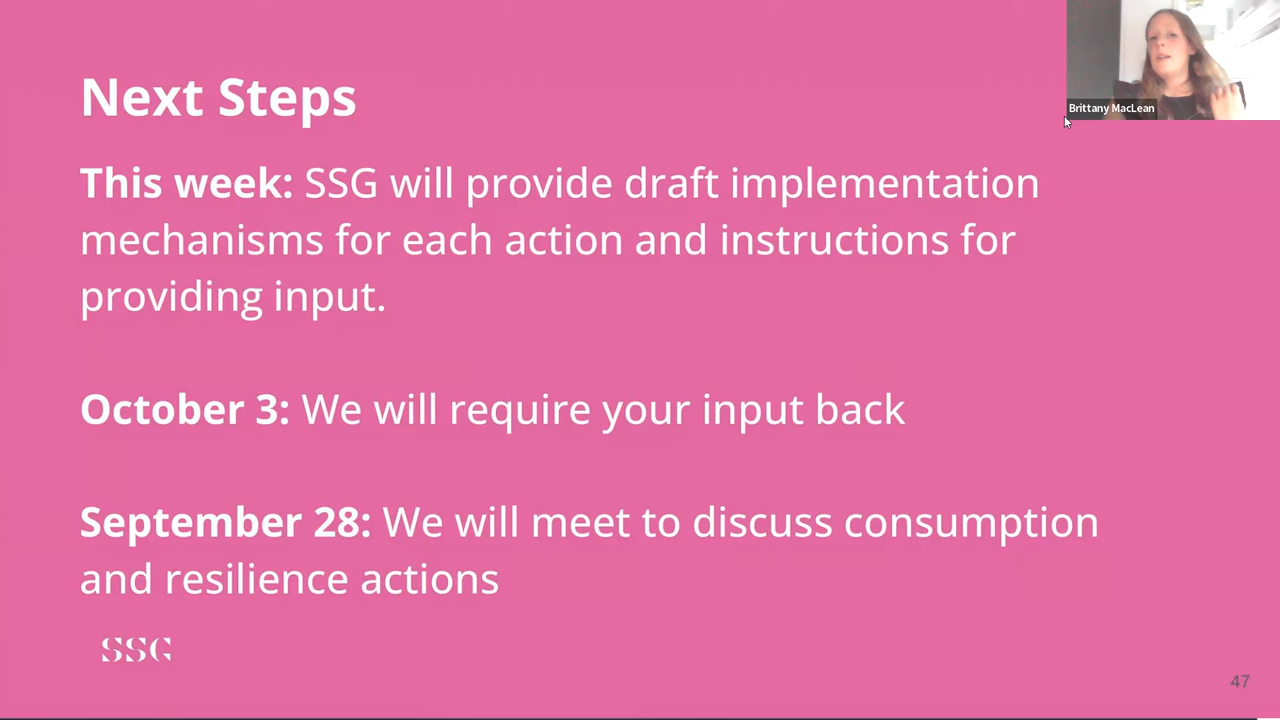 Next Steps
Brittany MacLean
This week: SSG will provide draft implementation
mechanisms for each action and instructions for
providing input.
October 3: We will require your input back
September 28: We will meet to discuss consumption
and resilience actions
SSG
47